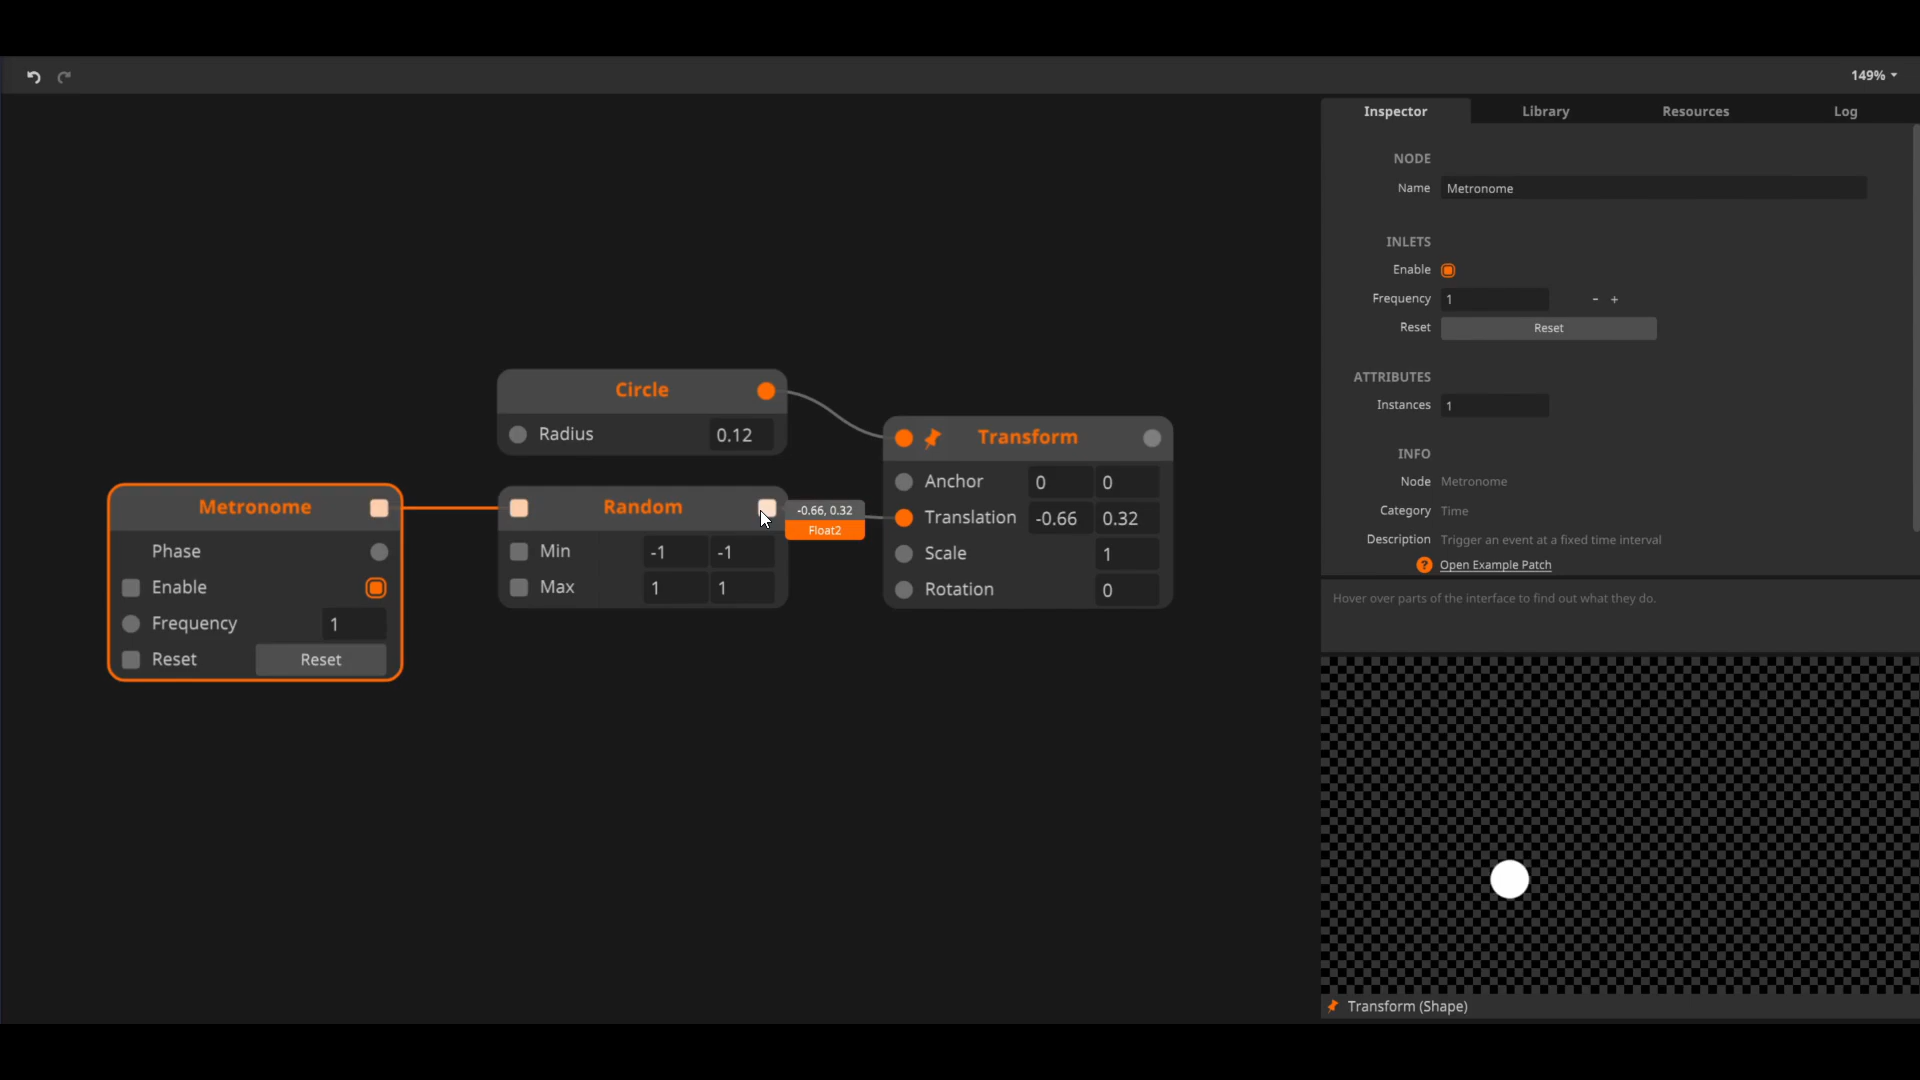 149%
Inspector Library Resources Log
NODE
Name Metronome
INLETS
Enable
Frequency 1 - +
Reset Reset
ATTRIBUTES
Instances 1
INFO
Node Metronome
Category Time
Description Trigger an event at a fixed time interval
? Open Example Patch
Hover over parts of the interface to find out what they do.
Transform (Shape)
Metronome
Phase
Enable
Frequency 1
Reset Reset
Circle
Radius 0.12
Random
Min -1 -1
Max 1 1
-0.66, 0.32
Float2
Transform
Anchor 0 0
Translation -0.66 0.32
Scale 1
Rotation 0